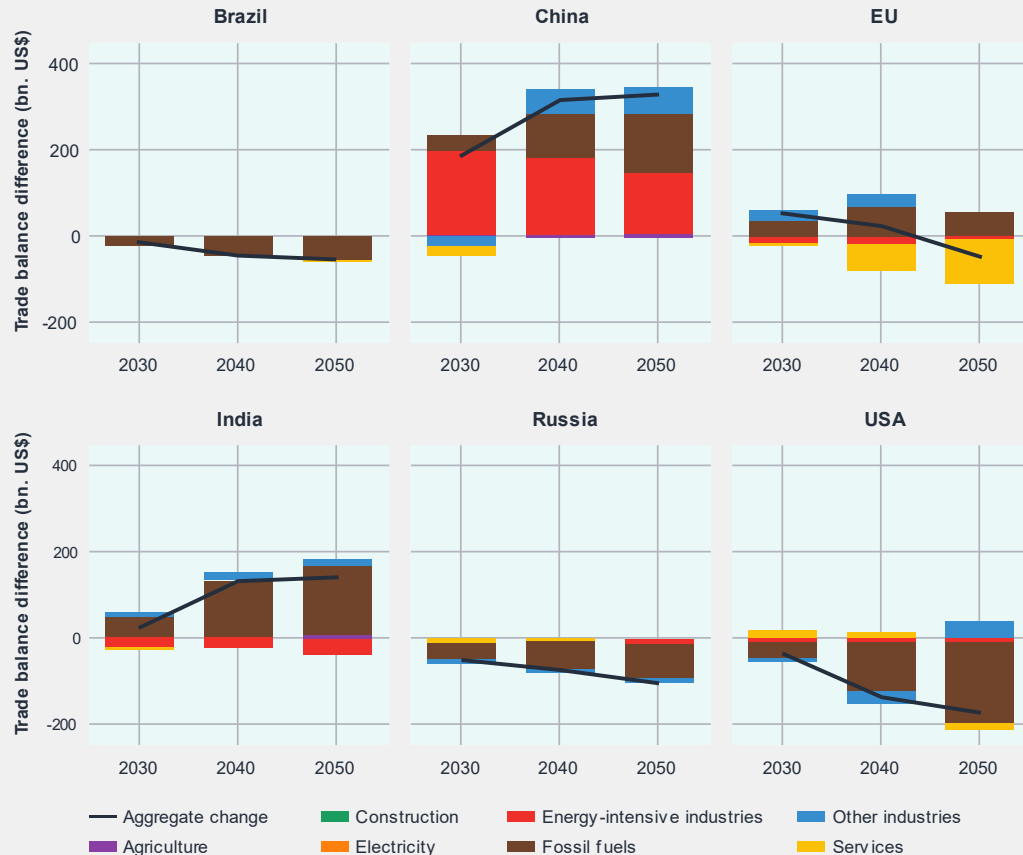 Brazil China EU
Trade balance difference (bn. US$)
400
200
0
-200
2030 2040 2050 2030 2040 2050 2030 2040 2050
India Russia USA
Trade balance difference (bn. US$)
400
200
0
-200
2030 2040 2050 2030 2040 2050 2030 2040 2050
Aggregate change Construction Energy-intensive industries Other industries
Agriculture Electricity Fossil fuels Services